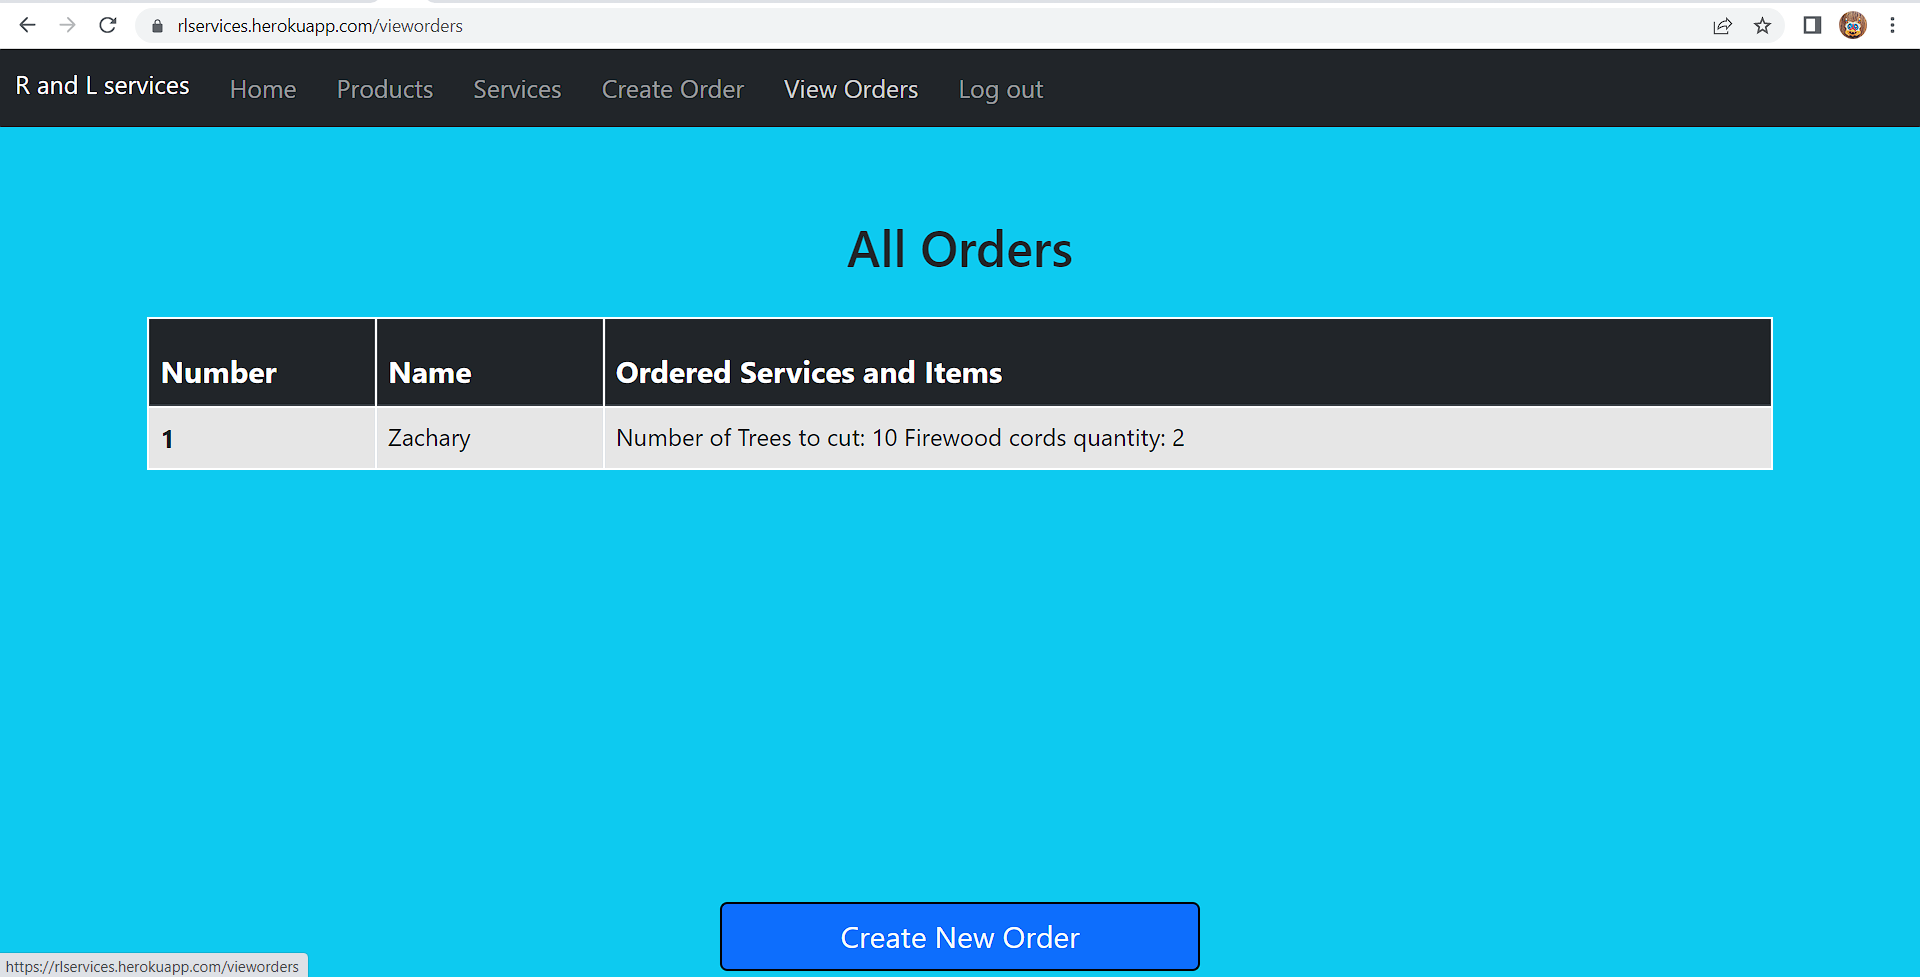 rlservices.herokuapp.com/vieworders
R and L services Home Products Services Create Order View Orders Log out
All Orders
Number Name Ordered Services and Items
1 Zachary Number of Trees to cut: 10 Firewood cords quantity: 2
Create New Order
https://rlservices.herokuapp.com/vieworders